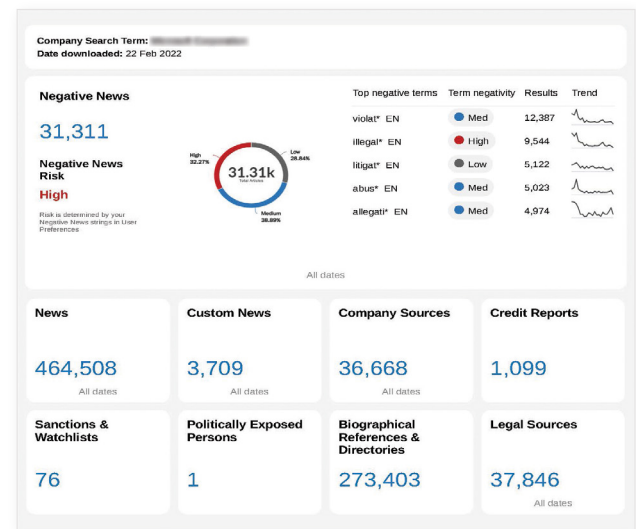 Company Search Term:
Date downloaded: 22 Feb 2022
Negative News
31,311
Negative News
Risk
High
Risk is determined by your
Negative News strings in User
Preferences
High
32.27%
Low
28.84%
31.31k
Total Articles
Medium
38.89%
Top negative terms Term negativity Results Trend
violat* EN Med 12,387
illegal* EN High 9,544
litigat* EN Low 5,122
abus* EN Med 5,023
allegati* EN Med 4,974
All dates
News
464,508
All dates
Custom News
3,709
All dates
Company Sources
36,668
All dates
Credit Reports
1,099
Sanctions &
Watchlists
76
Politically Exposed
Persons
1
Biographical
References &
Directories
273,403
Legal Sources
37,846
All dates